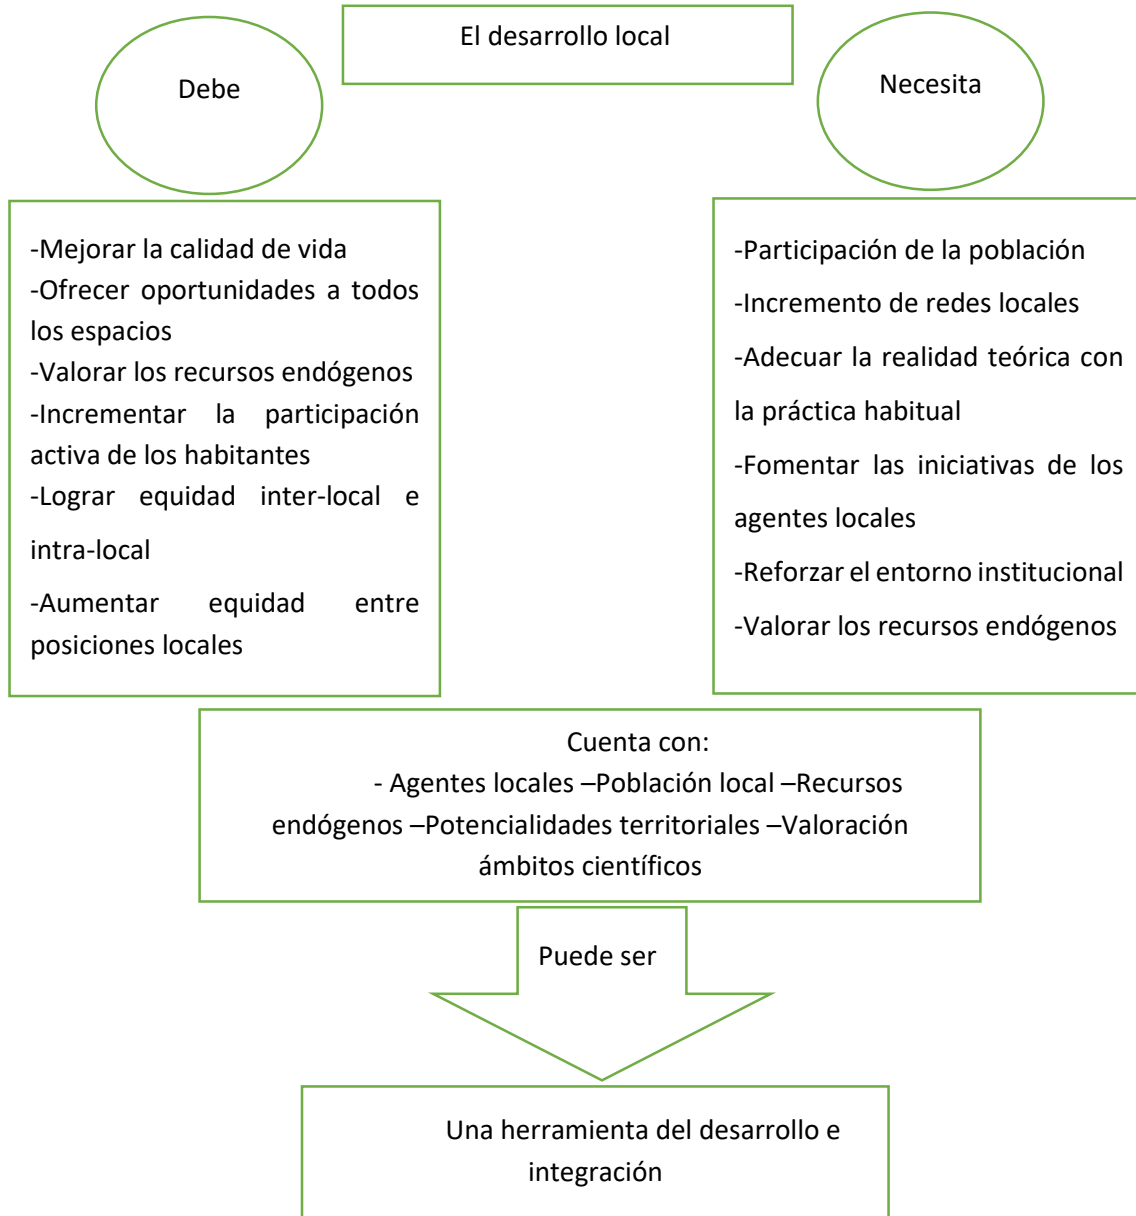 El desarrollo local
Debe
Necesita
-Mejorar la calidad de vida
-Ofrecer oportunidades a todos
los espacios
-Valorar los recursos endógenos
-Incrementar la participación
activa de los habitantes
-Lograr equidad inter-local e
intra-local
-Aumentar equidad entre
posiciones locales
-Participación de la población
-Incremento de redes locales
-Adecuar la realidad teórica con
la práctica habitual
-Fomentar las iniciativas de los
agentes locales
-Reforzar el entorno institucional
-Valorar los recursos endógenos
Cuenta con:
- Agentes locales –Población local –Recursos
endógenos –Potencialidades territoriales –Valoración
ámbitos científicos
Puede ser
Una herramienta del desarrollo e
integración